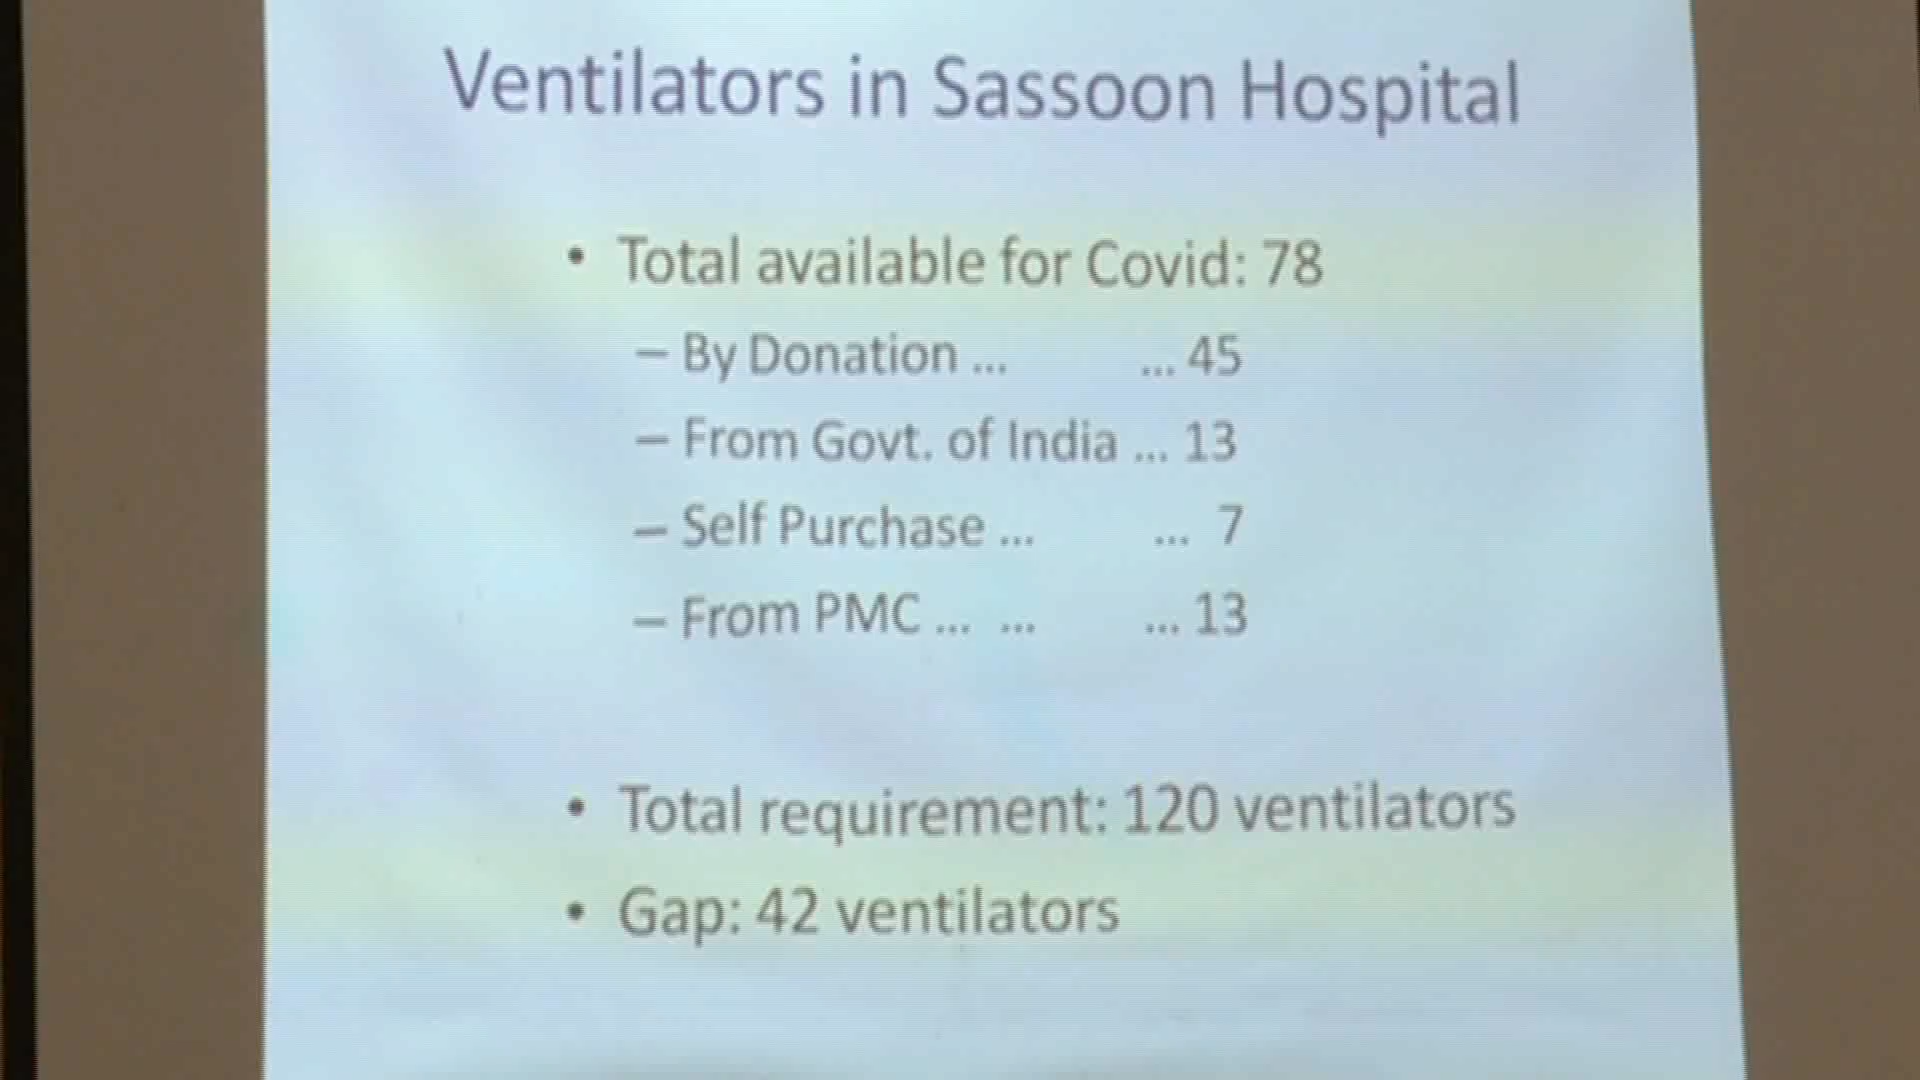 Ventilators in Sassoon Hospital
• Total available for Covid: 78
– By Donation ... ... 45
– From Govt. of India ... 13
– Self Purchase ... ... 7
– From PMC ... ... ... 13
• Total requirement: 120 ventilators
• Gap: 42 ventilators